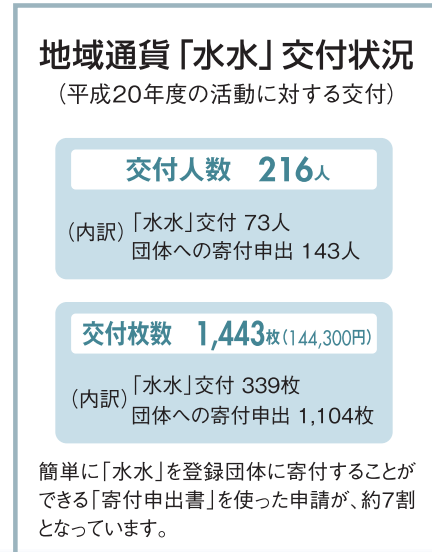 地域通貨「水水」交付状況
(平成20年度の活動に対する交付)
交付人数 216人
(内訳)「水水」交付 73人
団体への寄付申出 143人
交付枚数 1,443枚(144,300円)
(内訳)「水水」交付 339枚
団体への寄付申出 1,104枚
簡単に「水水」を登録団体に寄付することが
できる「寄付申出書」を使った申請が、約7割
となっています。